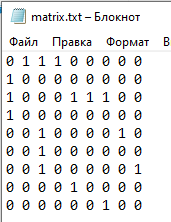 matrix.txt – Блокнот
Файл Правка Формат
0 1 1 1 0 0 0 0 0
1 0 0 0 0 0 0 0 0
1 0 0 0 1 1 1 0 0
1 0 0 0 0 0 0 0 0
0 0 1 0 0 0 0 1 0
0 0 1 0 0 0 0 0 0
0 0 1 0 0 0 0 0 1
0 0 0 0 1 0 0 0 0
0 0 0 0 0 0 1 0 0